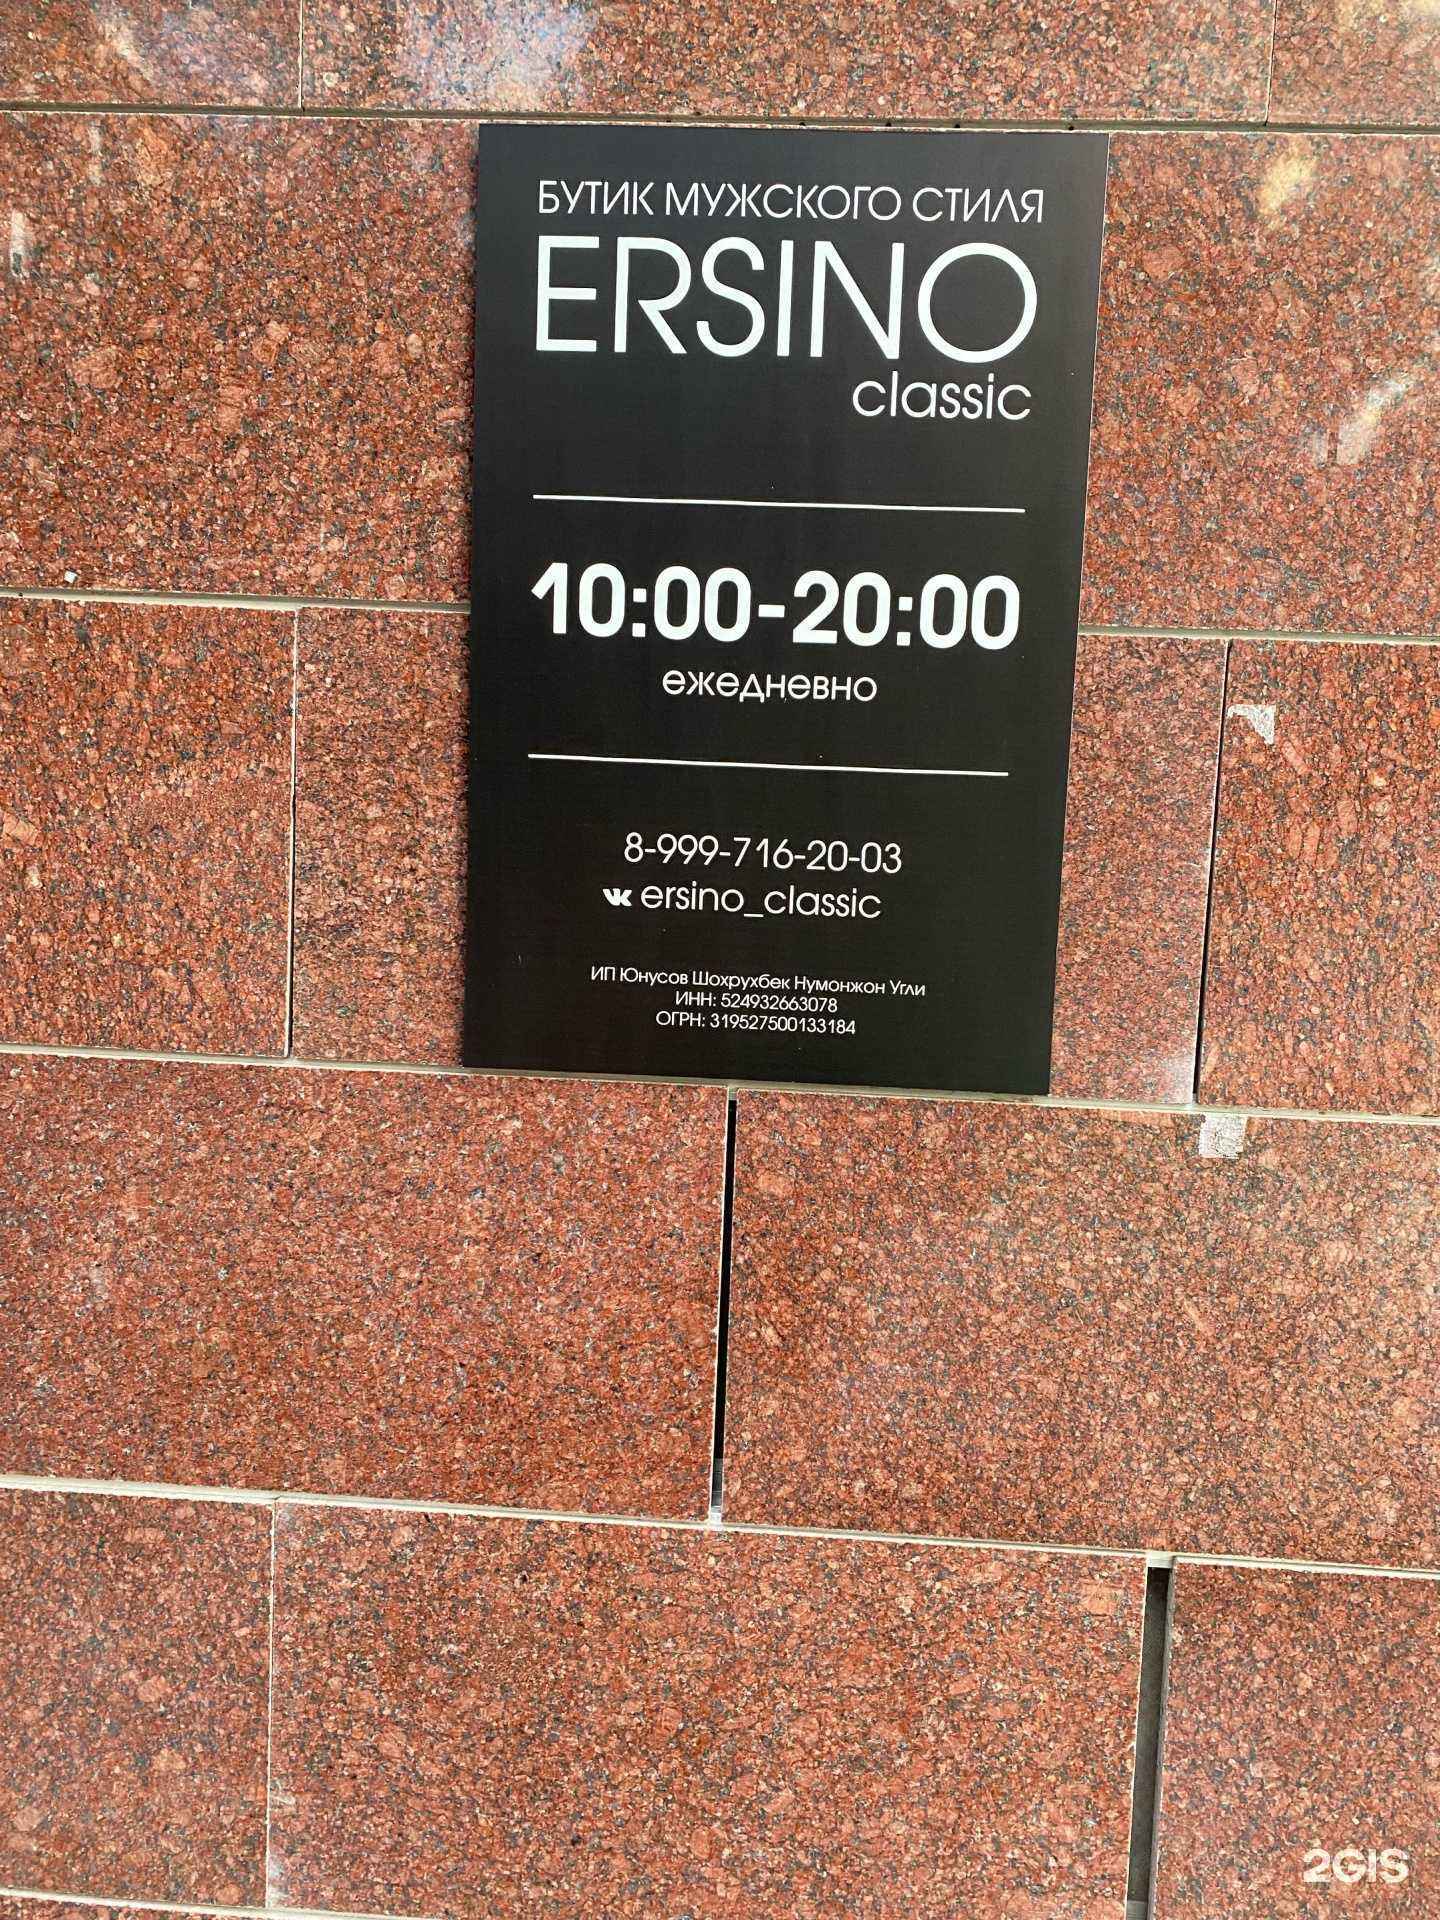 БУТИК МУЖСКОГО СТИЛЯ
ERSINO
classic
10:00-20:00
ежедневно
8-999-716-20-03
ersino_classic
ИП Юнусов Шохрухбек Нумонжон Угли
ИНН: 524932663078
ОГРН: 319527500133184
2GIS